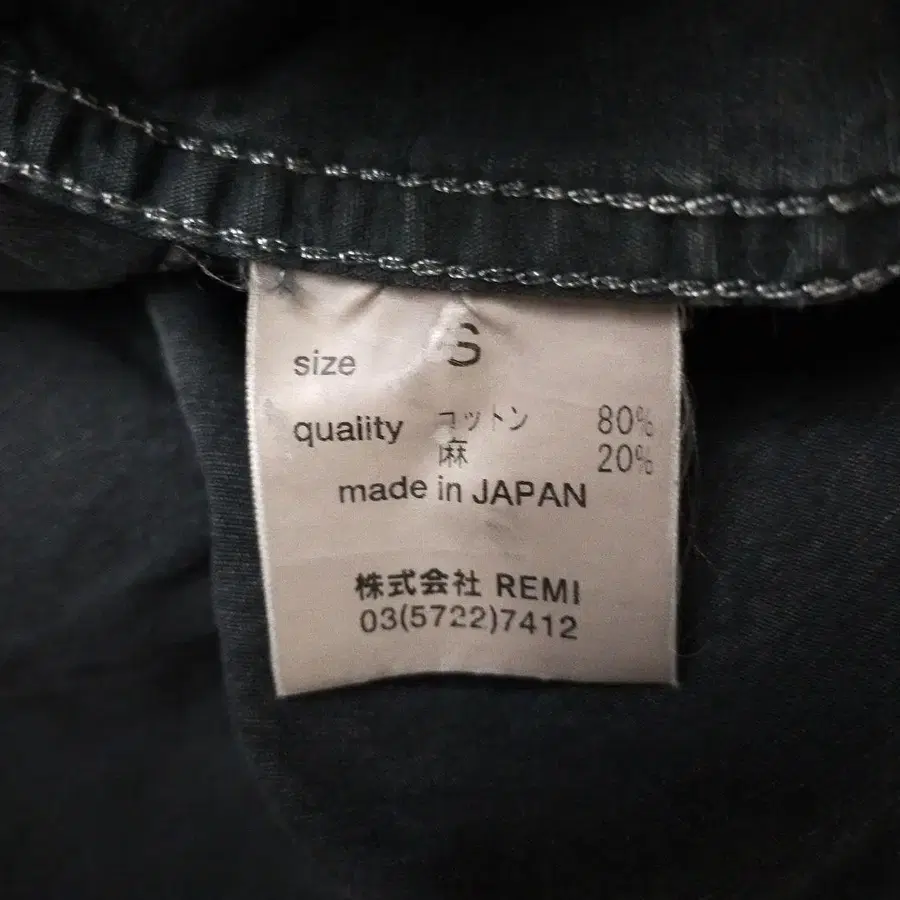 size S
quality コットン 80%
麻 20%
made in JAPAN
株式会社 REMI
03(5722)7412